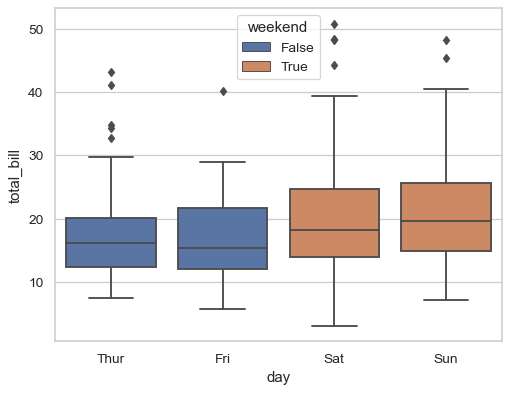 weekend
False
True
50
40
30
20
10
total_bill
Thur Fri Sat Sun
day